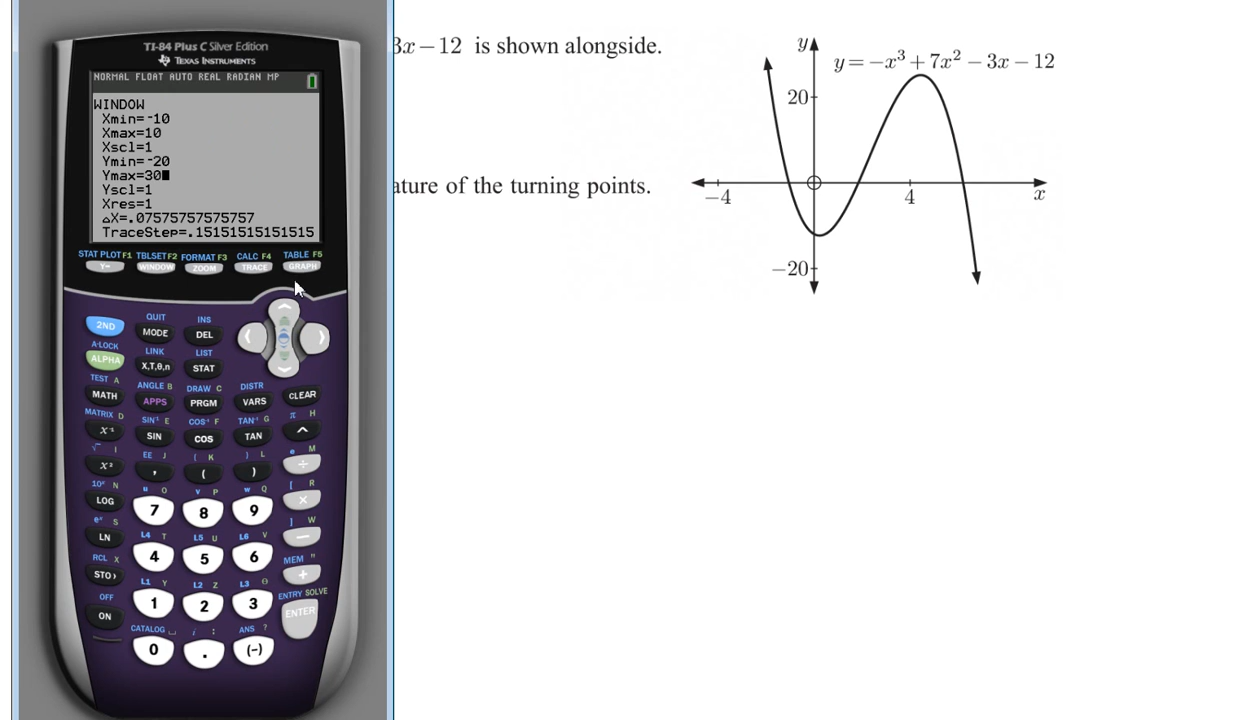 TI-84 Plus C Silver Edition
TEXAS INSTRUMENTS
NORMAL FLOAT AUTO REAL RADIAN MP
WINDOW
Xmin=-10
Xmax=10
Xscl=1
Ymin=-20
Ymax=30
Yscl=1
Xres=1
△X=.07575757575757
TraceStep=.15151515151515
STAT PLOT F1 TBLSET F2 FORMAT F3 CALC F4 TABLE F5
Y= WINDOW ZOOM TRACE GRAPH
QUIT INS
2ND MODE DEL
A-LOCK LINK LIST
ALPHA X,T,θ,n STAT
TEST A ANGLE B DRAW C DISTR
MATH APPS PRGM VARS CLEAR
MATRIX D SIN⁻¹ E COS⁻¹ F TAN⁻¹ G π H
X⁻¹ SIN COS TAN ^
√ I EE J { K } L e M
X² , ( ) ÷
10ˣ N u O v P w Q [ R
LOG 7 8 9 ×
eˣ S L4 T L5 U L6 V ] W
LN 4 5 6 −
RCL X L1 Y L2 Z L3 θ MEM "
STO› 1 2 3 +
OFF CATALOG ⎵ i : ANS ? ENTRY SOLVE
ON 0 . (-) ENTER
3x − 12 is shown alongside.
ature of the turning points.
y
y = −x³ + 7x² − 3x − 12
20
−4 4 x
−20